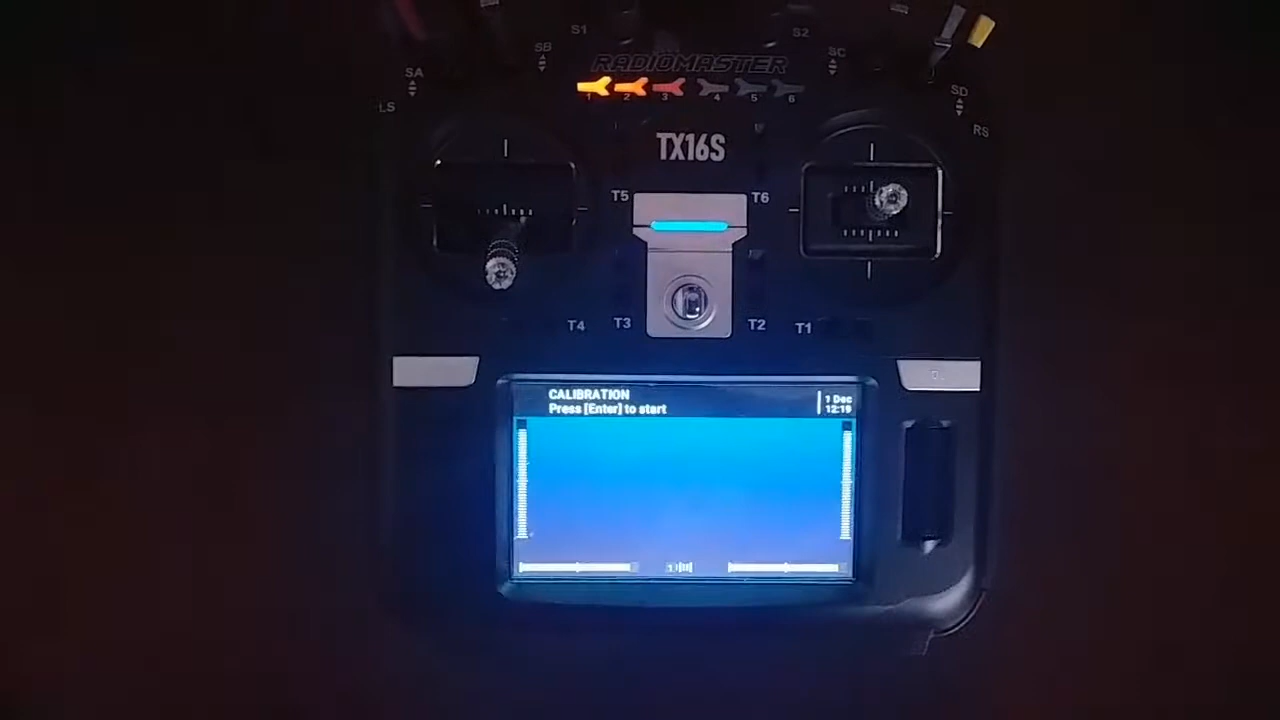 S1
S2
SB
SC
RADIOMASTER
SA
SD
LS
1 2 3 4 5 6
RS
TX16S
T5
T6
T4
T3
T2
T1
CALIBRATION
Press [Enter] to start
1 Dec
12:19